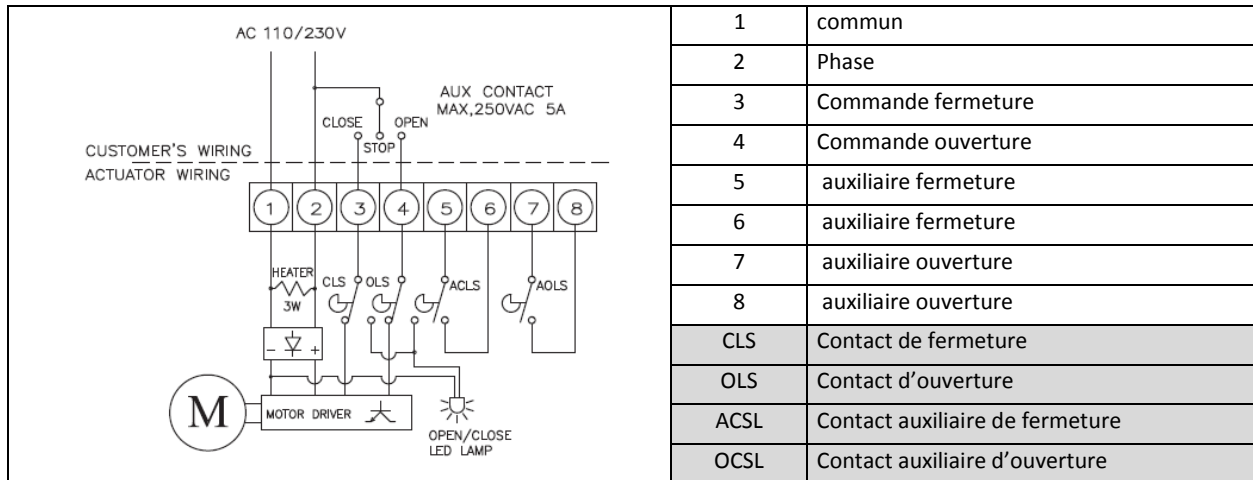 AC 110/230V
AUX CONTACT
MAX,250VAC 5A
CLOSE OPEN
STOP
CUSTOMER'S WIRING
ACTUATOR WIRING
1 2 3 4 5 6 7 8
HEATER
3W
CLS OLS ACLS AOLS
- +
M
MOTOR DRIVER
OPEN/CLOSE
LED LAMP
1 commun
2 Phase
3 Commande fermeture
4 Commande ouverture
5 auxiliaire fermeture
6 auxiliaire fermeture
7 auxiliaire ouverture
8 auxiliaire ouverture
CLS Contact de fermeture
OLS Contact d’ouverture
ACSL Contact auxiliaire de fermeture
OCSL Contact auxiliaire d’ouverture